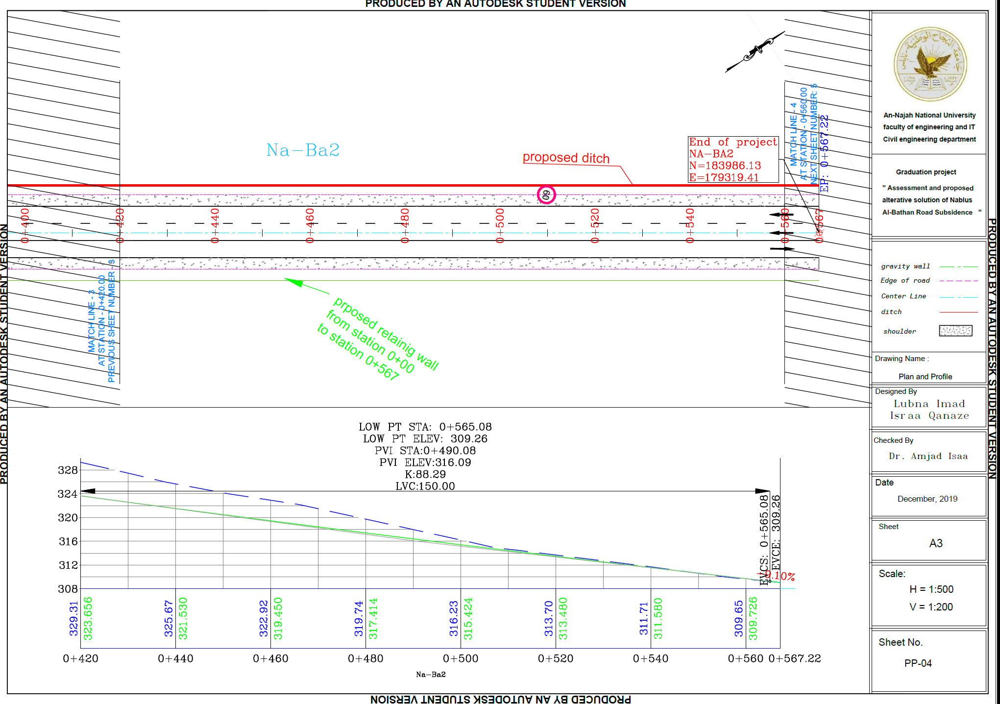 PRODUCED BY AN AUTODESK STUDENT VERSION
PRODUCED BY AN AUTODESK STUDENT VERSION
Na-Ba2
proposed ditch
End of project
NA-BA2
N=183986.13
E=179319.41
MATCH LINE - 4
AT STATION - 0+560.00
NEXT SHEET NUMBER: 5
EP: 0+567.22
60
0+400
0+420
0+440
0+460
0+480
0+500
0+520
0+540
0+560
0+567
MATCH LINE - 3
AT STATION - 0+420.00
PREVIOUS SHEET NUMBER - 3
prposed retainig wall
from station 0+00
to station 0+567
LOW PT STA: 0+565.08
LOW PT ELEV: 309.26
PVI STA:0+490.08
PVI ELEV:316.09
K:88.29
LVC:150.00
328
324
320
316
312
308
EVCS: 0+565.08
EVCE: 309.26
-9.10%
329.31
323.656
325.67
321.530
322.92
319.450
319.74
317.414
316.23
315.424
313.70
313.480
311.71
311.580
309.65
309.726
0+420
0+440
0+460
0+480
0+500
0+520
0+540
0+560
0+567.22
Na-Ba2
جامعة النجاح الوطنية - نابلس
An-Najah National University
faculty of engineering and IT
Civil engineering department
Graduation project
" Assessment and proposed
alterative solution of Nablus
Al-Bathan Road Subsidence "
gravity wall
Edge of road
Center Line
ditch
shoulder
Drawing Name :
Plan and Profile
Designed By
Lubna Imad
Israa Qanaze
Checked By
Dr. Amjad Isaa
Date
December, 2019
Sheet
A3
Scale:
H = 1:500
V = 1:200
Sheet No.
PP-04
PRODUCED BY AN AUTODESK STUDENT VERSION
PRODUCED BY AN AUTODESK STUDENT VERSION